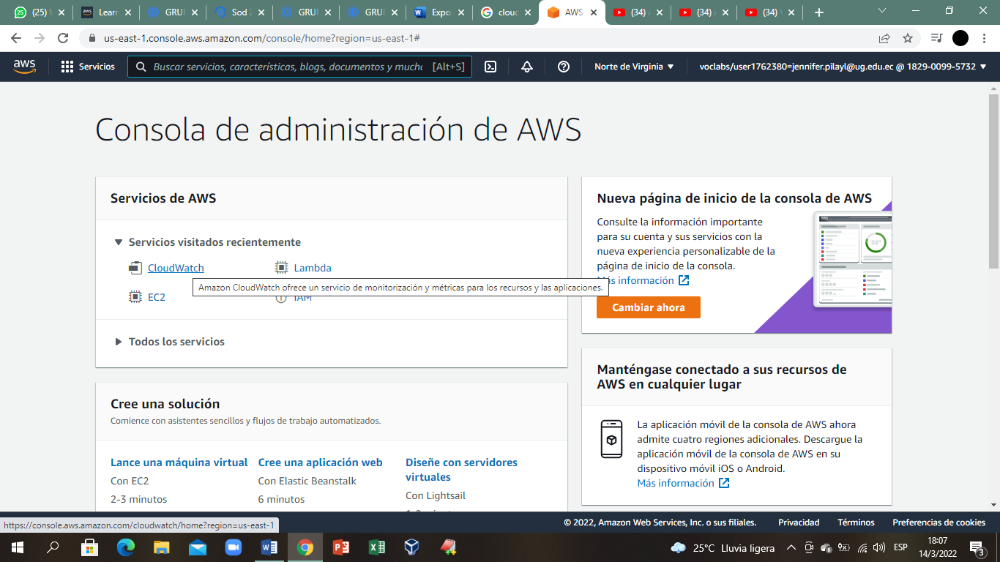 (25) W
Learn
GRUP
Sod 2
GRUP
GRUP
Expo
cloud
AWS
(34) A
(34) A
(34) V
us-east-1.console.aws.amazon.com/console/home?region=us-east-1#
aws
Servicios
Buscar servicios, características, blogs, documentos y mucho [Alt+S]
Norte de Virginia
voclabs/user1762380=jennifer.pilayl@ug.edu.ec @ 1829-0099-5732
Consola de administración de AWS
Servicios de AWS
Servicios visitados recientemente
CloudWatch
Lambda
Amazon CloudWatch ofrece un servicio de monitorización y métricas para los recursos y las aplicaciones.
EC2
IAM
Todos los servicios
Cree una solución
Comience con asistentes sencillos y flujos de trabajo automatizados.
Lance una máquina virtual
Con EC2
2-3 minutos
Cree una aplicación web
Con Elastic Beanstalk
6 minutos
Diseñe con servidores
virtuales
Con Lightsail
Nueva página de inicio de la consola de AWS
Consulte la información importante
para su cuenta y sus servicios con la
nueva experiencia personalizable de la
página de inicio de la consola.
Más información
Cambiar ahora
Manténgase conectado a sus recursos de
AWS en cualquier lugar
La aplicación móvil de la consola de AWS ahora
admite cuatro regiones adicionales. Descargue la
aplicación móvil de la consola de AWS en su
dispositivo móvil iOS o Android.
Más información
https://console.aws.amazon.com/cloudwatch/home?region=us-east-1
© 2022, Amazon Web Services, Inc. o sus filiales.
Privacidad
Términos
Preferencias de cookies
25°C Lluvia ligera
ESP
18:07
14/3/2022
3